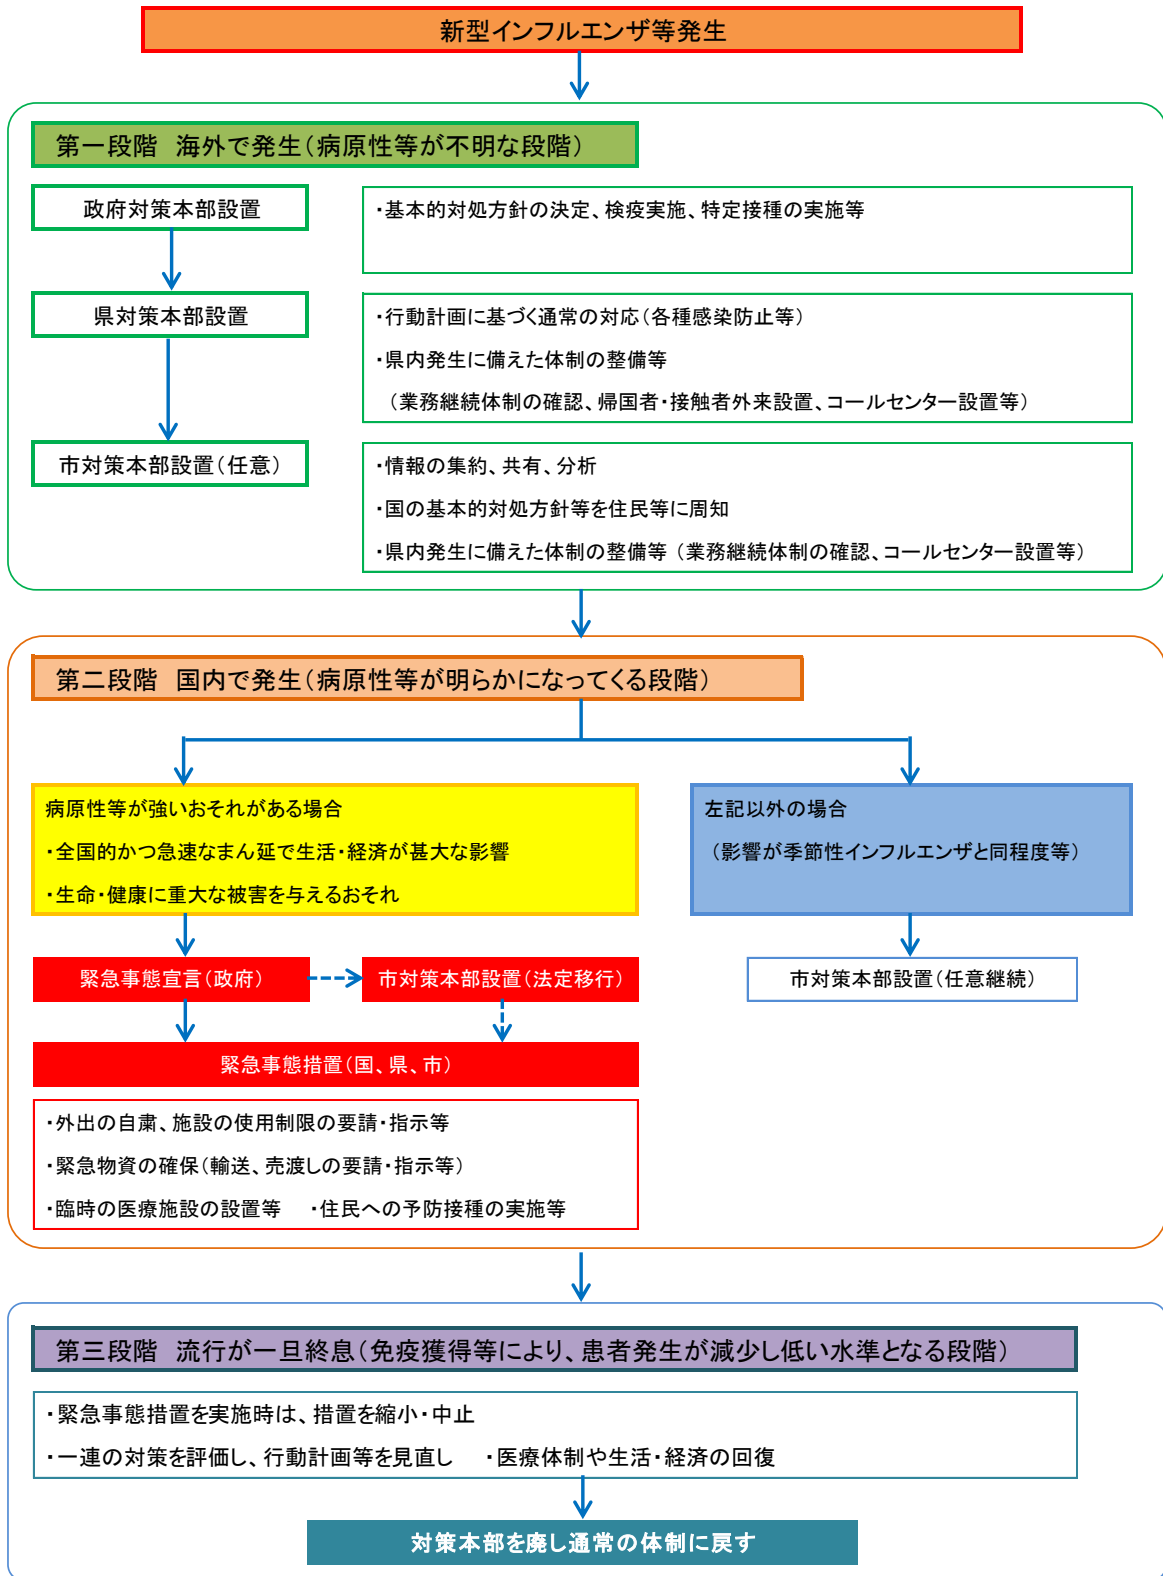 新型インフルエンザ等発生
第一段階　海外で発生（病原性等が不明な段階）
政府対策本部設置
・基本的対処方針の決定、検疫実施、特定接種の実施等
県対策本部設置
・行動計画に基づく通常の対応（各種感染防止等）
・県内発生に備えた体制の整備等
（業務継続体制の確認、帰国者・接触者外来設置、コールセンター設置等）
市対策本部設置（任意）
・情報の集約、共有、分析
・国の基本的対処方針等を住民等に周知
・県内発生に備えた体制の整備等（業務継続体制の確認、コールセンター設置等）
第二段階　国内で発生（病原性等が明らかになってくる段階）
病原性等が強いおそれがある場合
・全国的かつ急速なまん延で生活・経済が甚大な影響
・生命・健康に重大な被害を与えるおそれ
左記以外の場合
（影響が季節性インフルエンザと同程度等）
緊急事態宣言（政府）
市対策本部設置（法定移行）
市対策本部設置（任意継続）
緊急事態措置（国、県、市）
・外出の自粛、施設の使用制限の要請・指示等
・緊急物資の確保（輸送、売渡しの要請・指示等）
・臨時の医療施設の設置等　・住民への予防接種の実施等
第三段階　流行が一旦終息（免疫獲得等により、患者発生が減少し低い水準となる段階）
・緊急事態措置を実施時は、措置を縮小・中止
・一連の対策を評価し、行動計画等を見直し　・医療体制や生活・経済の回復
対策本部を廃し通常の体制に戻す